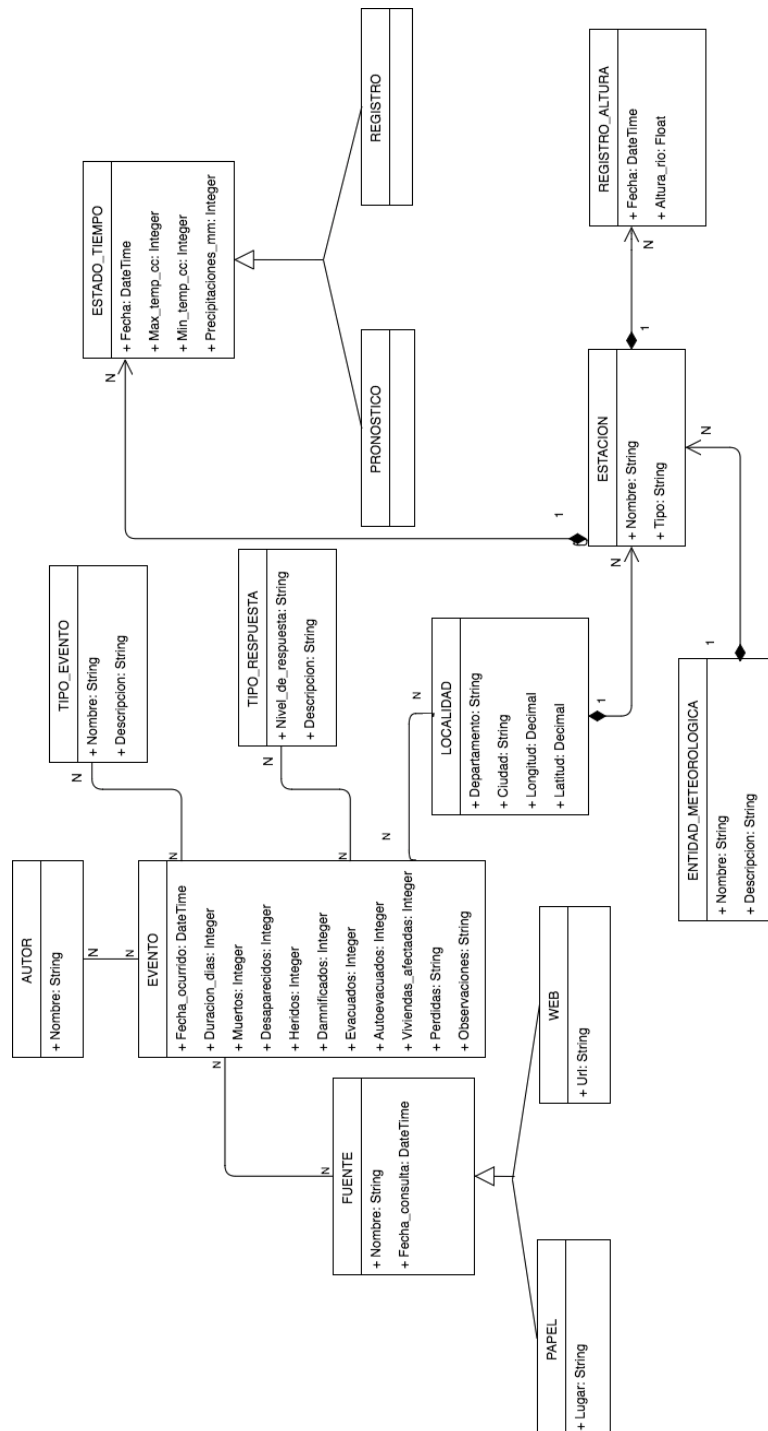 AUTOR
+ Nombre: String
N
N
TIPO_EVENTO
+ Nombre: String
+ Descripcion: String
N
N
EVENTO
+ Fecha_ocurrido: DateTime
+ Duracion_dias: Integer
+ Muertos: Integer
+ Desaparecidos: Integer
+ Heridos: Integer
+ Damnificados: Integer
+ Evacuados: Integer
+ Autoevacuados: Integer
+ Viviendas_afectadas: Integer
+ Perdidas: String
+ Observaciones: String
N
N
FUENTE
+ Nombre: String
+ Fecha_consulta: DateTime
PAPEL
+ Lugar: String
WEB
+ Url: String
TIPO_RESPUESTA
+ Nivel_de_respuesta: String
+ Descripcion: String
N
N
N
N
LOCALIDAD
+ Departamento: String
+ Ciudad: String
+ Longitud: Decimal
+ Latitud: Decimal
1
N
ESTADO_TIEMPO
+ Fecha: DateTime
+ Max_temp_cc: Integer
+ Min_temp_cc: Integer
+ Precipitaciones_mm: Integer
N
1
PRONOSTICO
REGISTRO
ESTACION
+ Nombre: String
+ Tipo: String
1
N
REGISTRO_ALTURA
+ Fecha: DateTime
+ Altura_rio: Float
ENTIDAD_METEOROLOGICA
+ Nombre: String
+ Descripcion: String
1
N